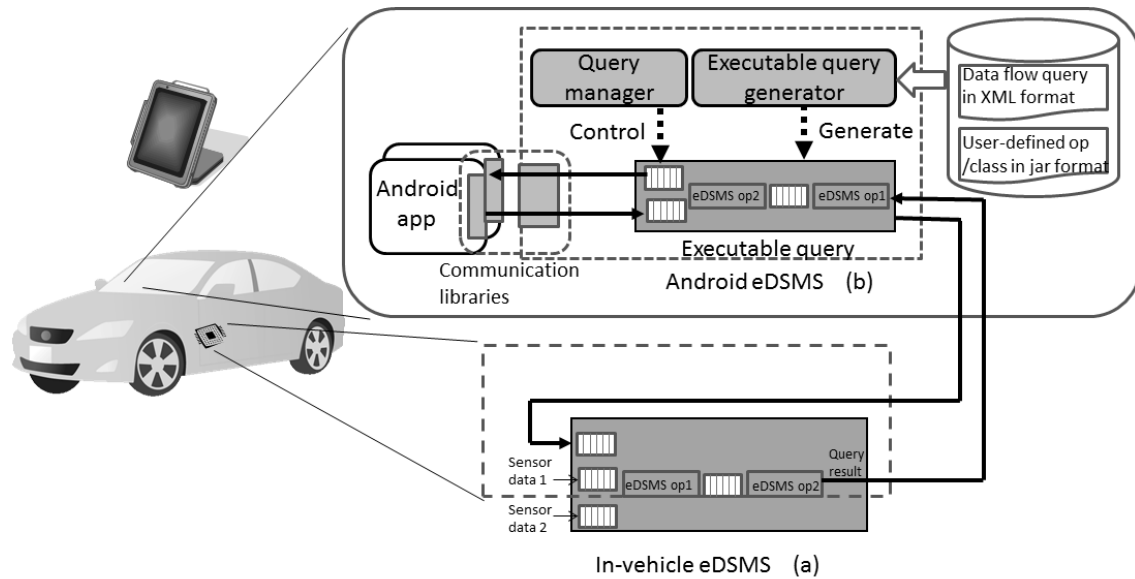 Query
manager
Executable query
generator
Data flow query
in XML format
User-defined op
/class in jar format
Control
Generate
Android
app
eDSMS op2
eDSMS op1
Executable query
Communication
libraries
Android eDSMS (b)
Sensor
data 1
eDSMS op1
eDSMS op2
Query
result
Sensor
data 2
In-vehicle eDSMS (a)